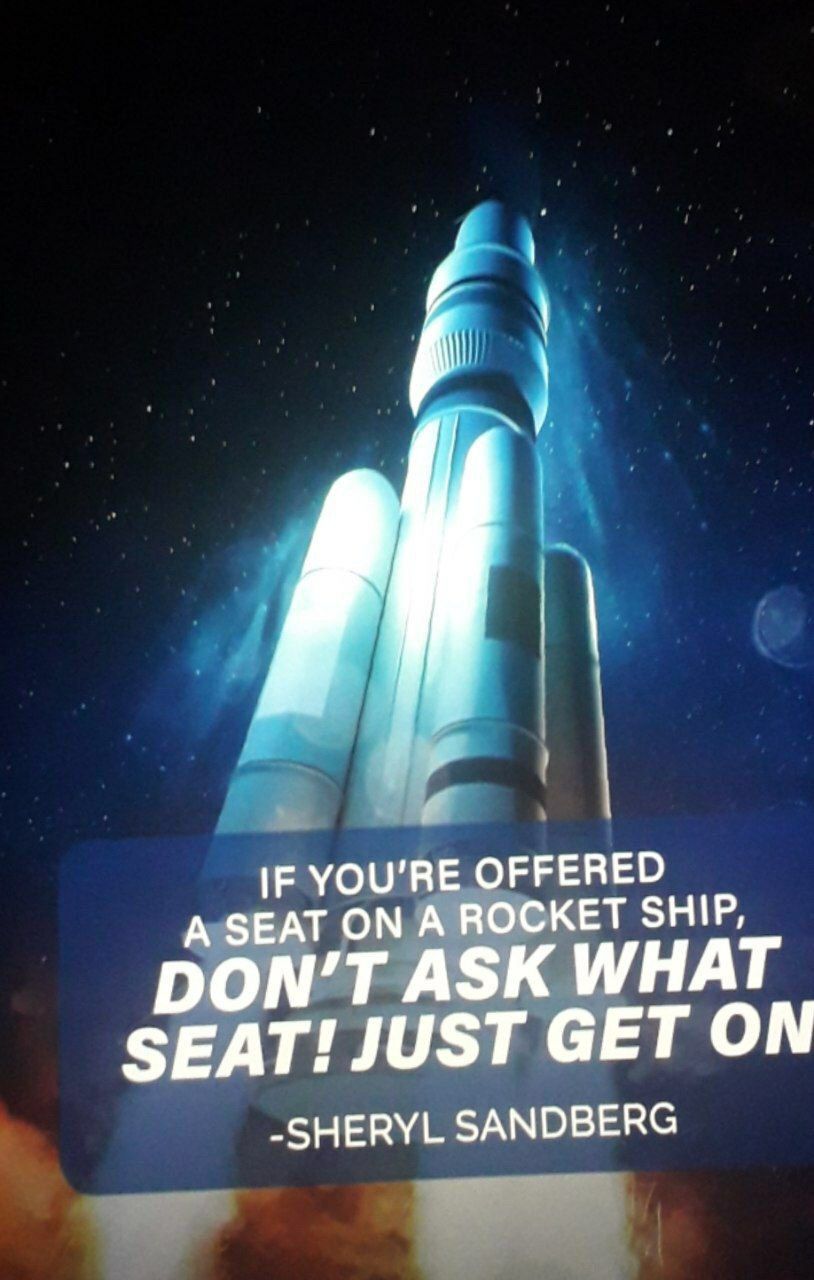 IF YOU'RE OFFERED
A SEAT ON A ROCKET SHIP,
DON'T ASK WHAT
SEAT! JUST GET ON
-SHERYL SANDBERG